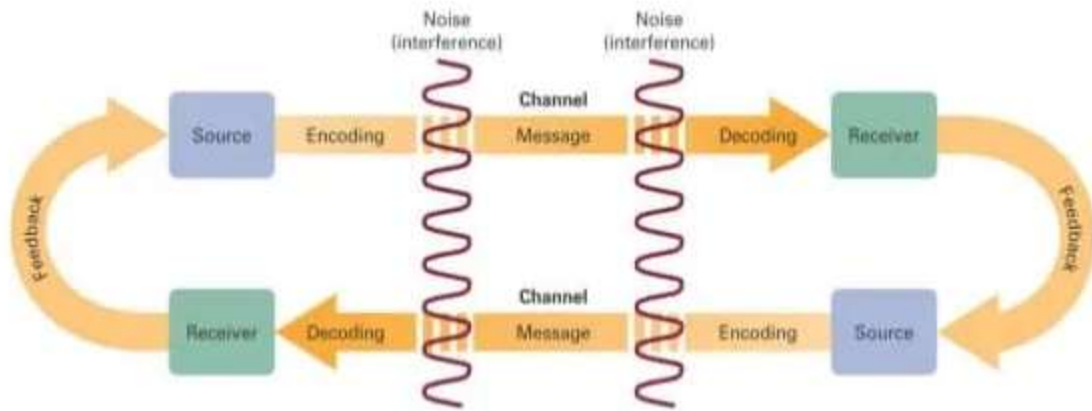 Noise
(interference)
Noise
(interference)
Channel
Source
Encoding
Message
Decoding
Receiver
Feedback
Feedback
Channel
Receiver
Decoding
Message
Encoding
Source